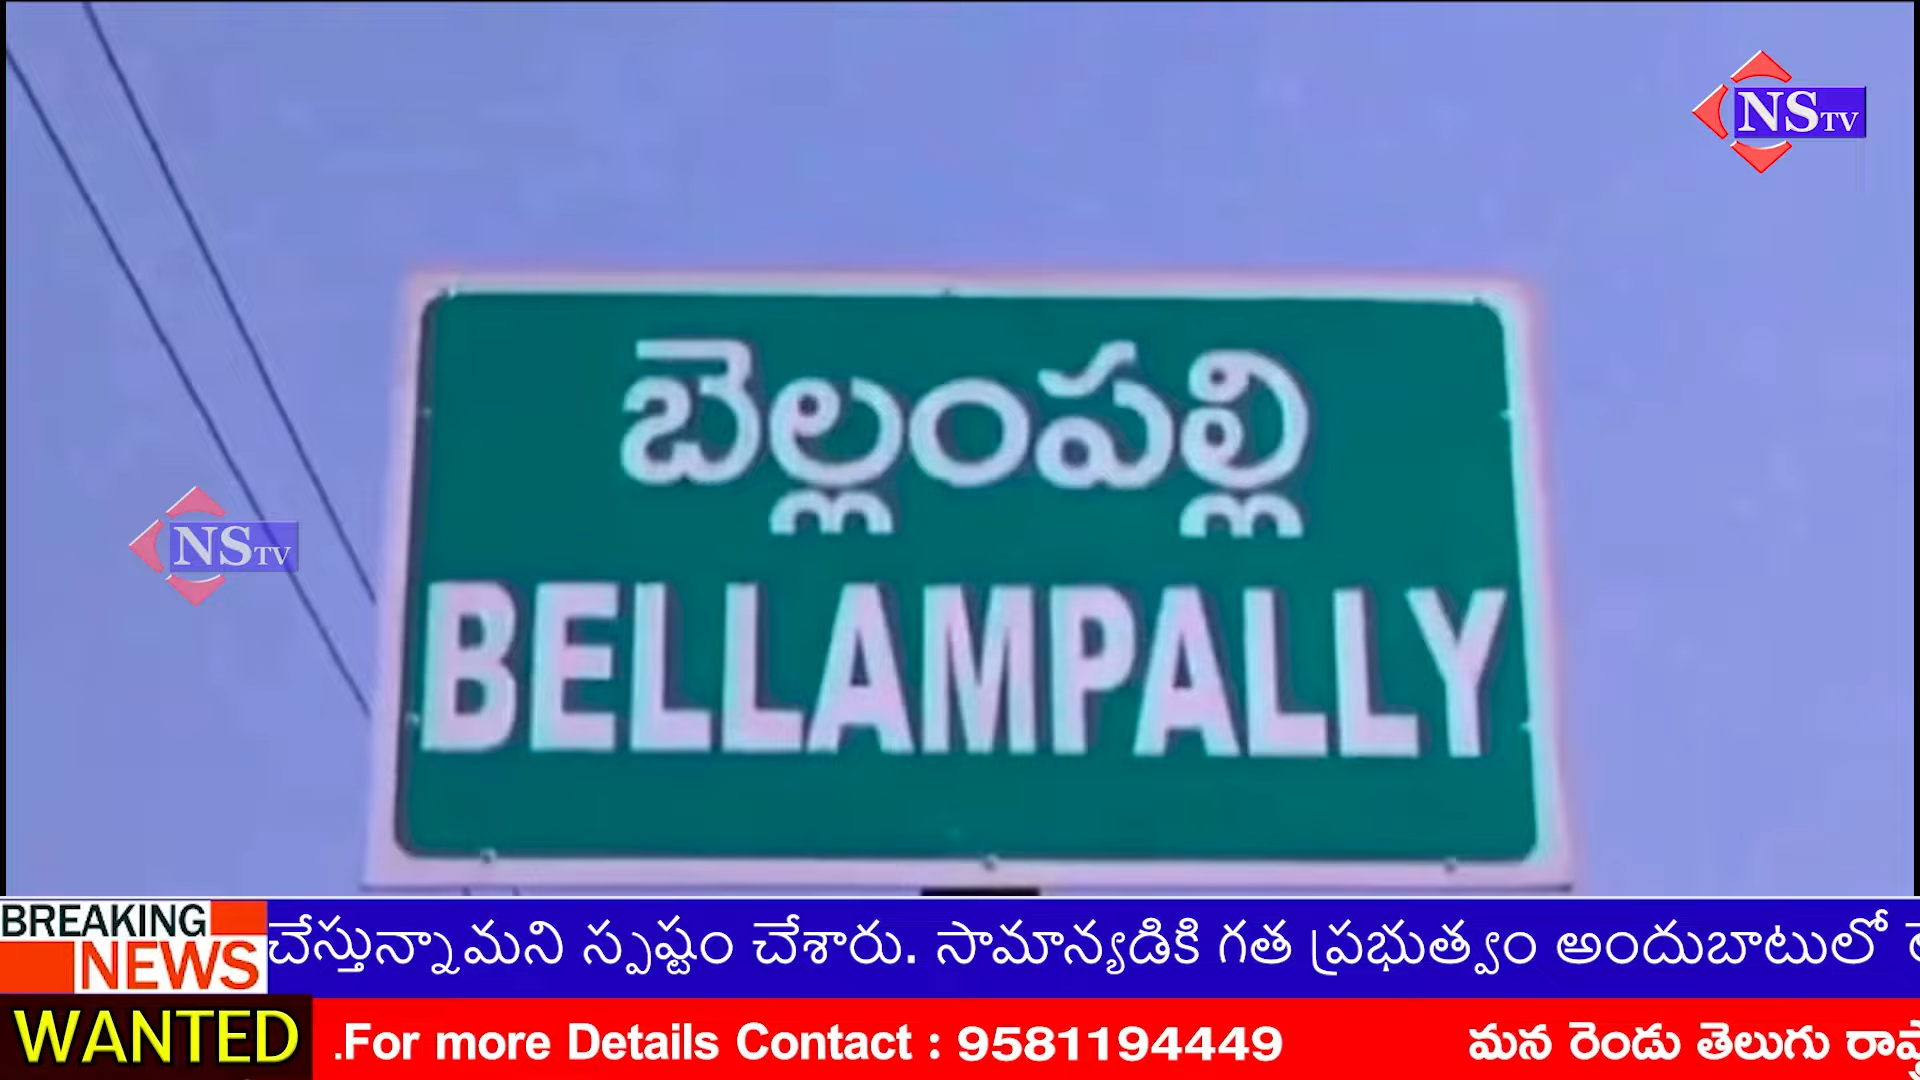 NSTV
బెల్లంపల్లి
NSTV
BELLAMPALLY
BREAKING
NEWS
చేస్తున్నామని స్పష్టం చేశారు. సామాన్యుడికి గత ప్రభుత్వం అందుబాటులో
WANTED
.For more Details Contact : 9581194449
మన రెండు తెలుగు